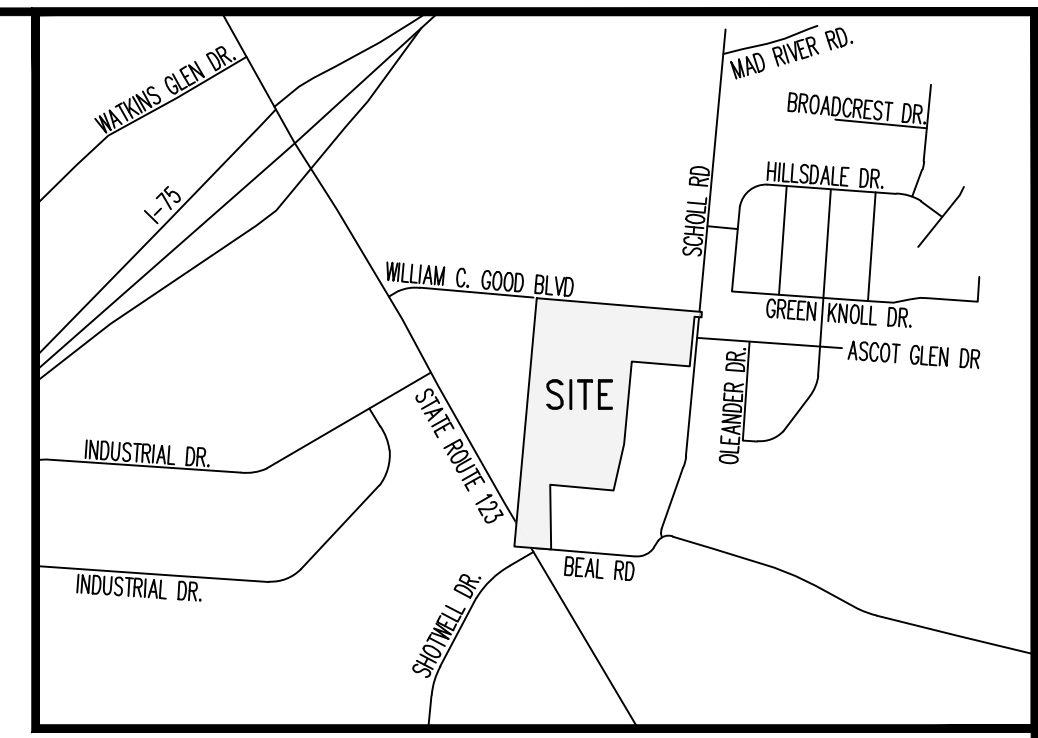 MAD RIVER RD.
WATKINS GLEN DR.
BROADCREST DR.
HILLSDALE DR.
I-75
SCHOLL RD
WILLIAM C. GOOD BLVD
GREEN KNOLL DR.
ASCOT GLEN DR
OLEANDER DR.
SITE
STATE ROUTE 123
INDUSTRIAL DR.
BEAL RD
INDUSTRIAL DR.
SHOTWELL DR.